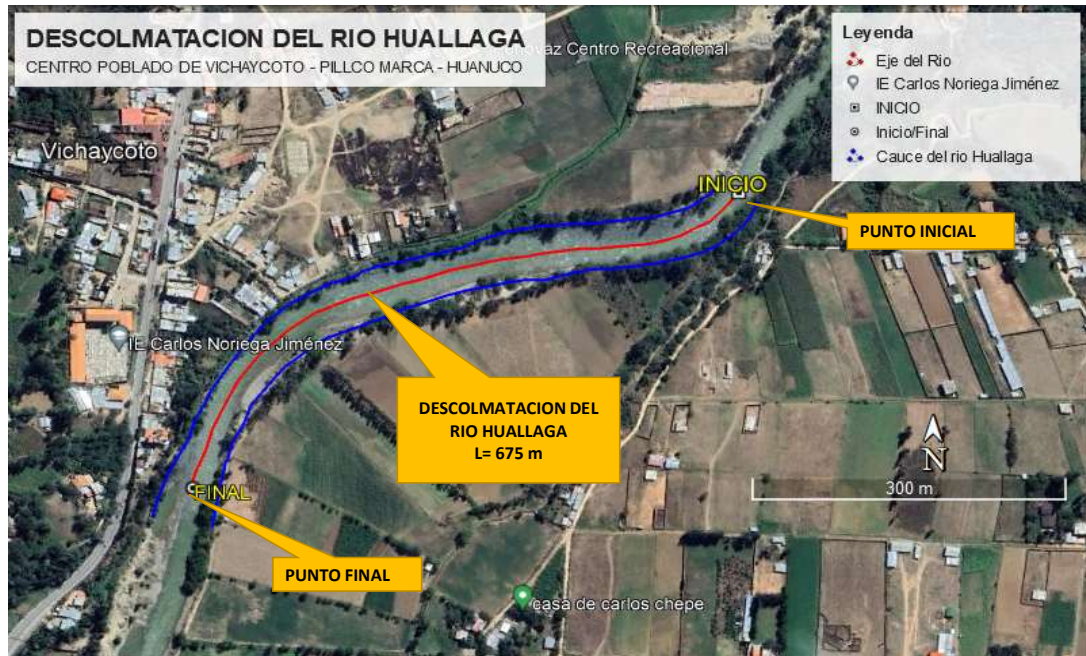 DESCOLMATACION DEL RIO HUALLAGA
CENTRO POBLADO DE VICHAYCOTO - PILLCO MARCA - HUANUCO
Centro Recreacional
Leyenda
Eje del Rio
IE Carlos Noriega Jiménez
INICIO
Inicio/Final
Cauce del rio Huallaga
Vichaycoto
INICIO
PUNTO INICIAL
IE Carlos Noriega Jiménez
DESCOLMATACION DEL
RIO HUALLAGA
L= 675 m
N
300 m
FINAL
PUNTO FINAL
casa de carlos chepe